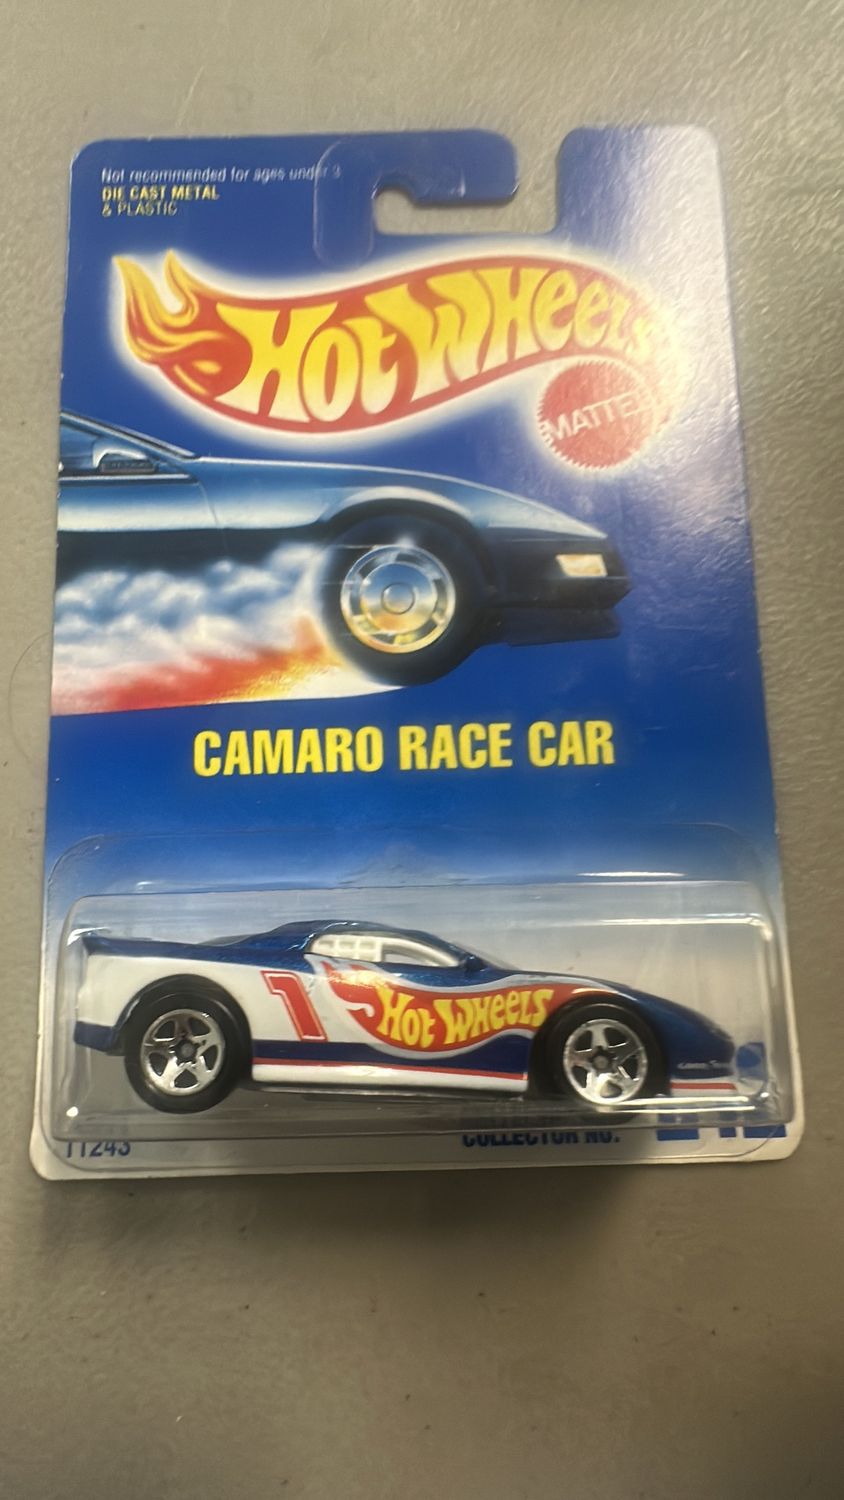 Not recommended for ages under 3
DIE CAST METAL
& PLASTIC
HOT WHEELS
MATTEL
CAMARO RACE CAR
1
HOT WHEELS
11243
COLLECTOR NO.